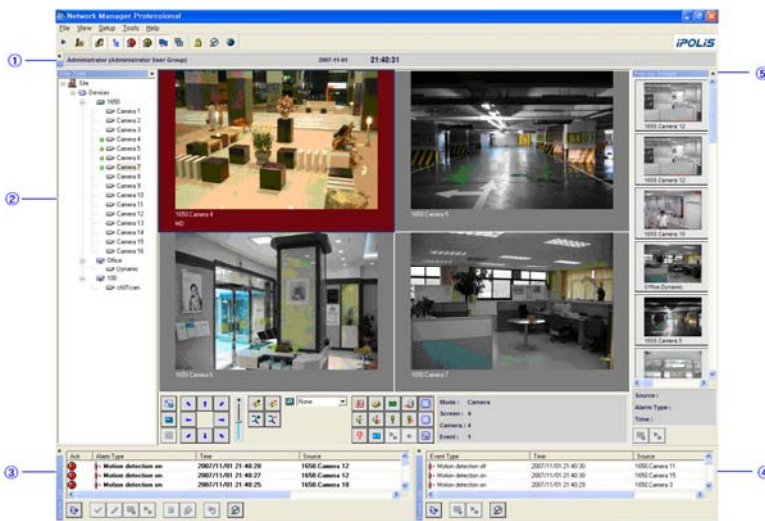 Network Manager Professional
File View Setup Tools Help
iPOLiS
① Administrator (Administrator User Group) 2007-11-01 21:40:31 ⑤
②
Site
Devices
1650
Camera 1
Camera 2
Camera 3
Camera 4
Camera 5
Camera 6
Camera 7
Camera 8
Camera 9
Camera 10
Camera 11
Camera 12
Camera 13
Camera 14
Camera 15
Camera 16
Office
Dynamic
100
1650.Camera 4
MD
1650.Camera 5
1650.Camera 6
1650.Camera 7
1650.Camera 12
1650.Camera 12
1650.Camera 10
Office.Dynamic
1650.Camera 5
None
Mode : Camera
Screen : 4
Camera : 4
Event : 1
Source :
Alarm Type :
Time :
③
Ack Alarm Type Time Source
Motion detection on 2007/11/01 21:40:28 1650.Camera 12
Motion detection on 2007/11/01 21:40:27 1650.Camera 12
Motion detection on 2007/11/01 21:40:25 1650.Camera 10
④
Event Type Time Source
Motion detection off 2007/11/01 21:40:30 1650.Camera 11
Motion detection on 2007/11/01 21:40:30 1650.Camera 15
Motion detection on 2007/11/01 21:40:29 1650.Camera 3